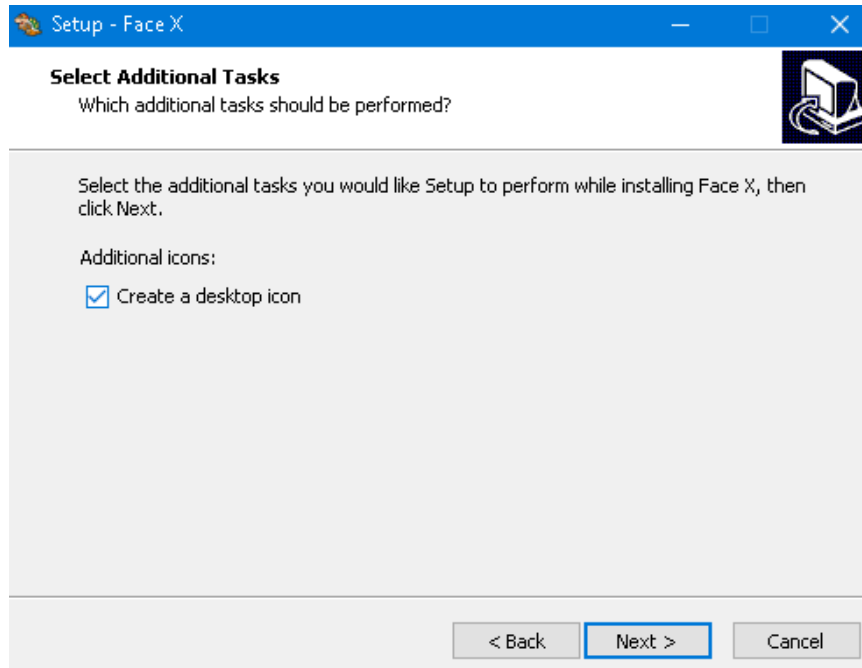 Setup - Face X
Select Additional Tasks
Which additional tasks should be performed?
Select the additional tasks you would like Setup to perform while installing Face X, then
click Next.
Additional icons:
Create a desktop icon
< Back Next > Cancel